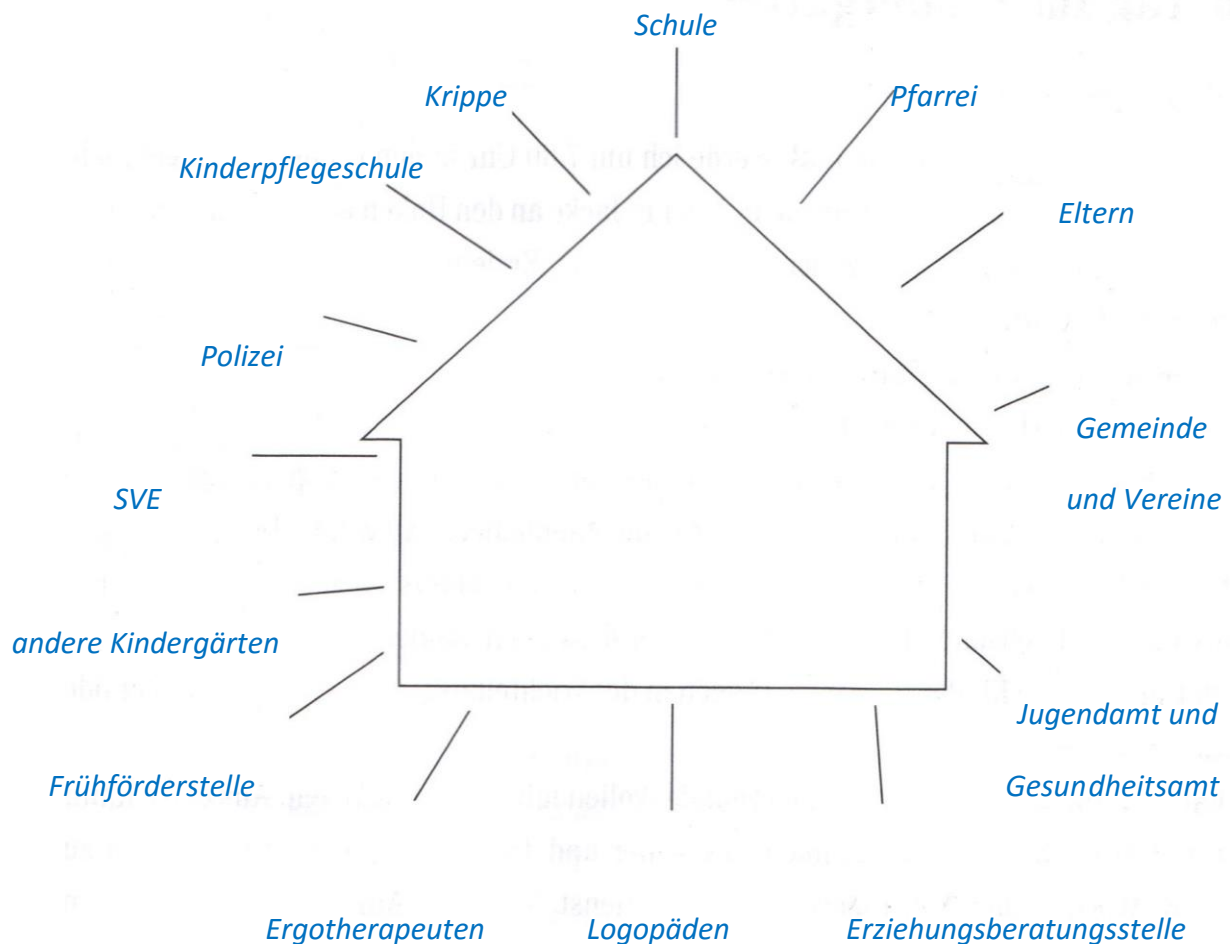 Schule
Krippe
Pfarrei
Kinderpflegeschule
Eltern
Polizei
Gemeinde
und Vereine
SVE
andere Kindergärten
Jugendamt und
Gesundheitsamt
Frühförderstelle
Ergotherapeuten
Logopäden
Erziehungsberatungsstelle